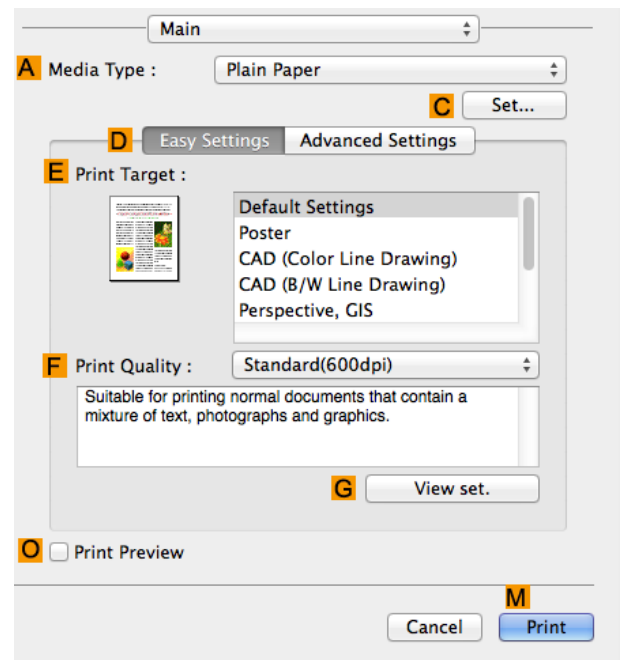 Main
A Media Type : Plain Paper
C Set...
D Easy Settings Advanced Settings
E Print Target :
Default Settings
Poster
CAD (Color Line Drawing)
CAD (B/W Line Drawing)
Perspective, GIS
F Print Quality : Standard(600dpi)
Suitable for printing normal documents that contain a
mixture of text, photographs and graphics.
G View set.
O Print Preview
M
Cancel Print